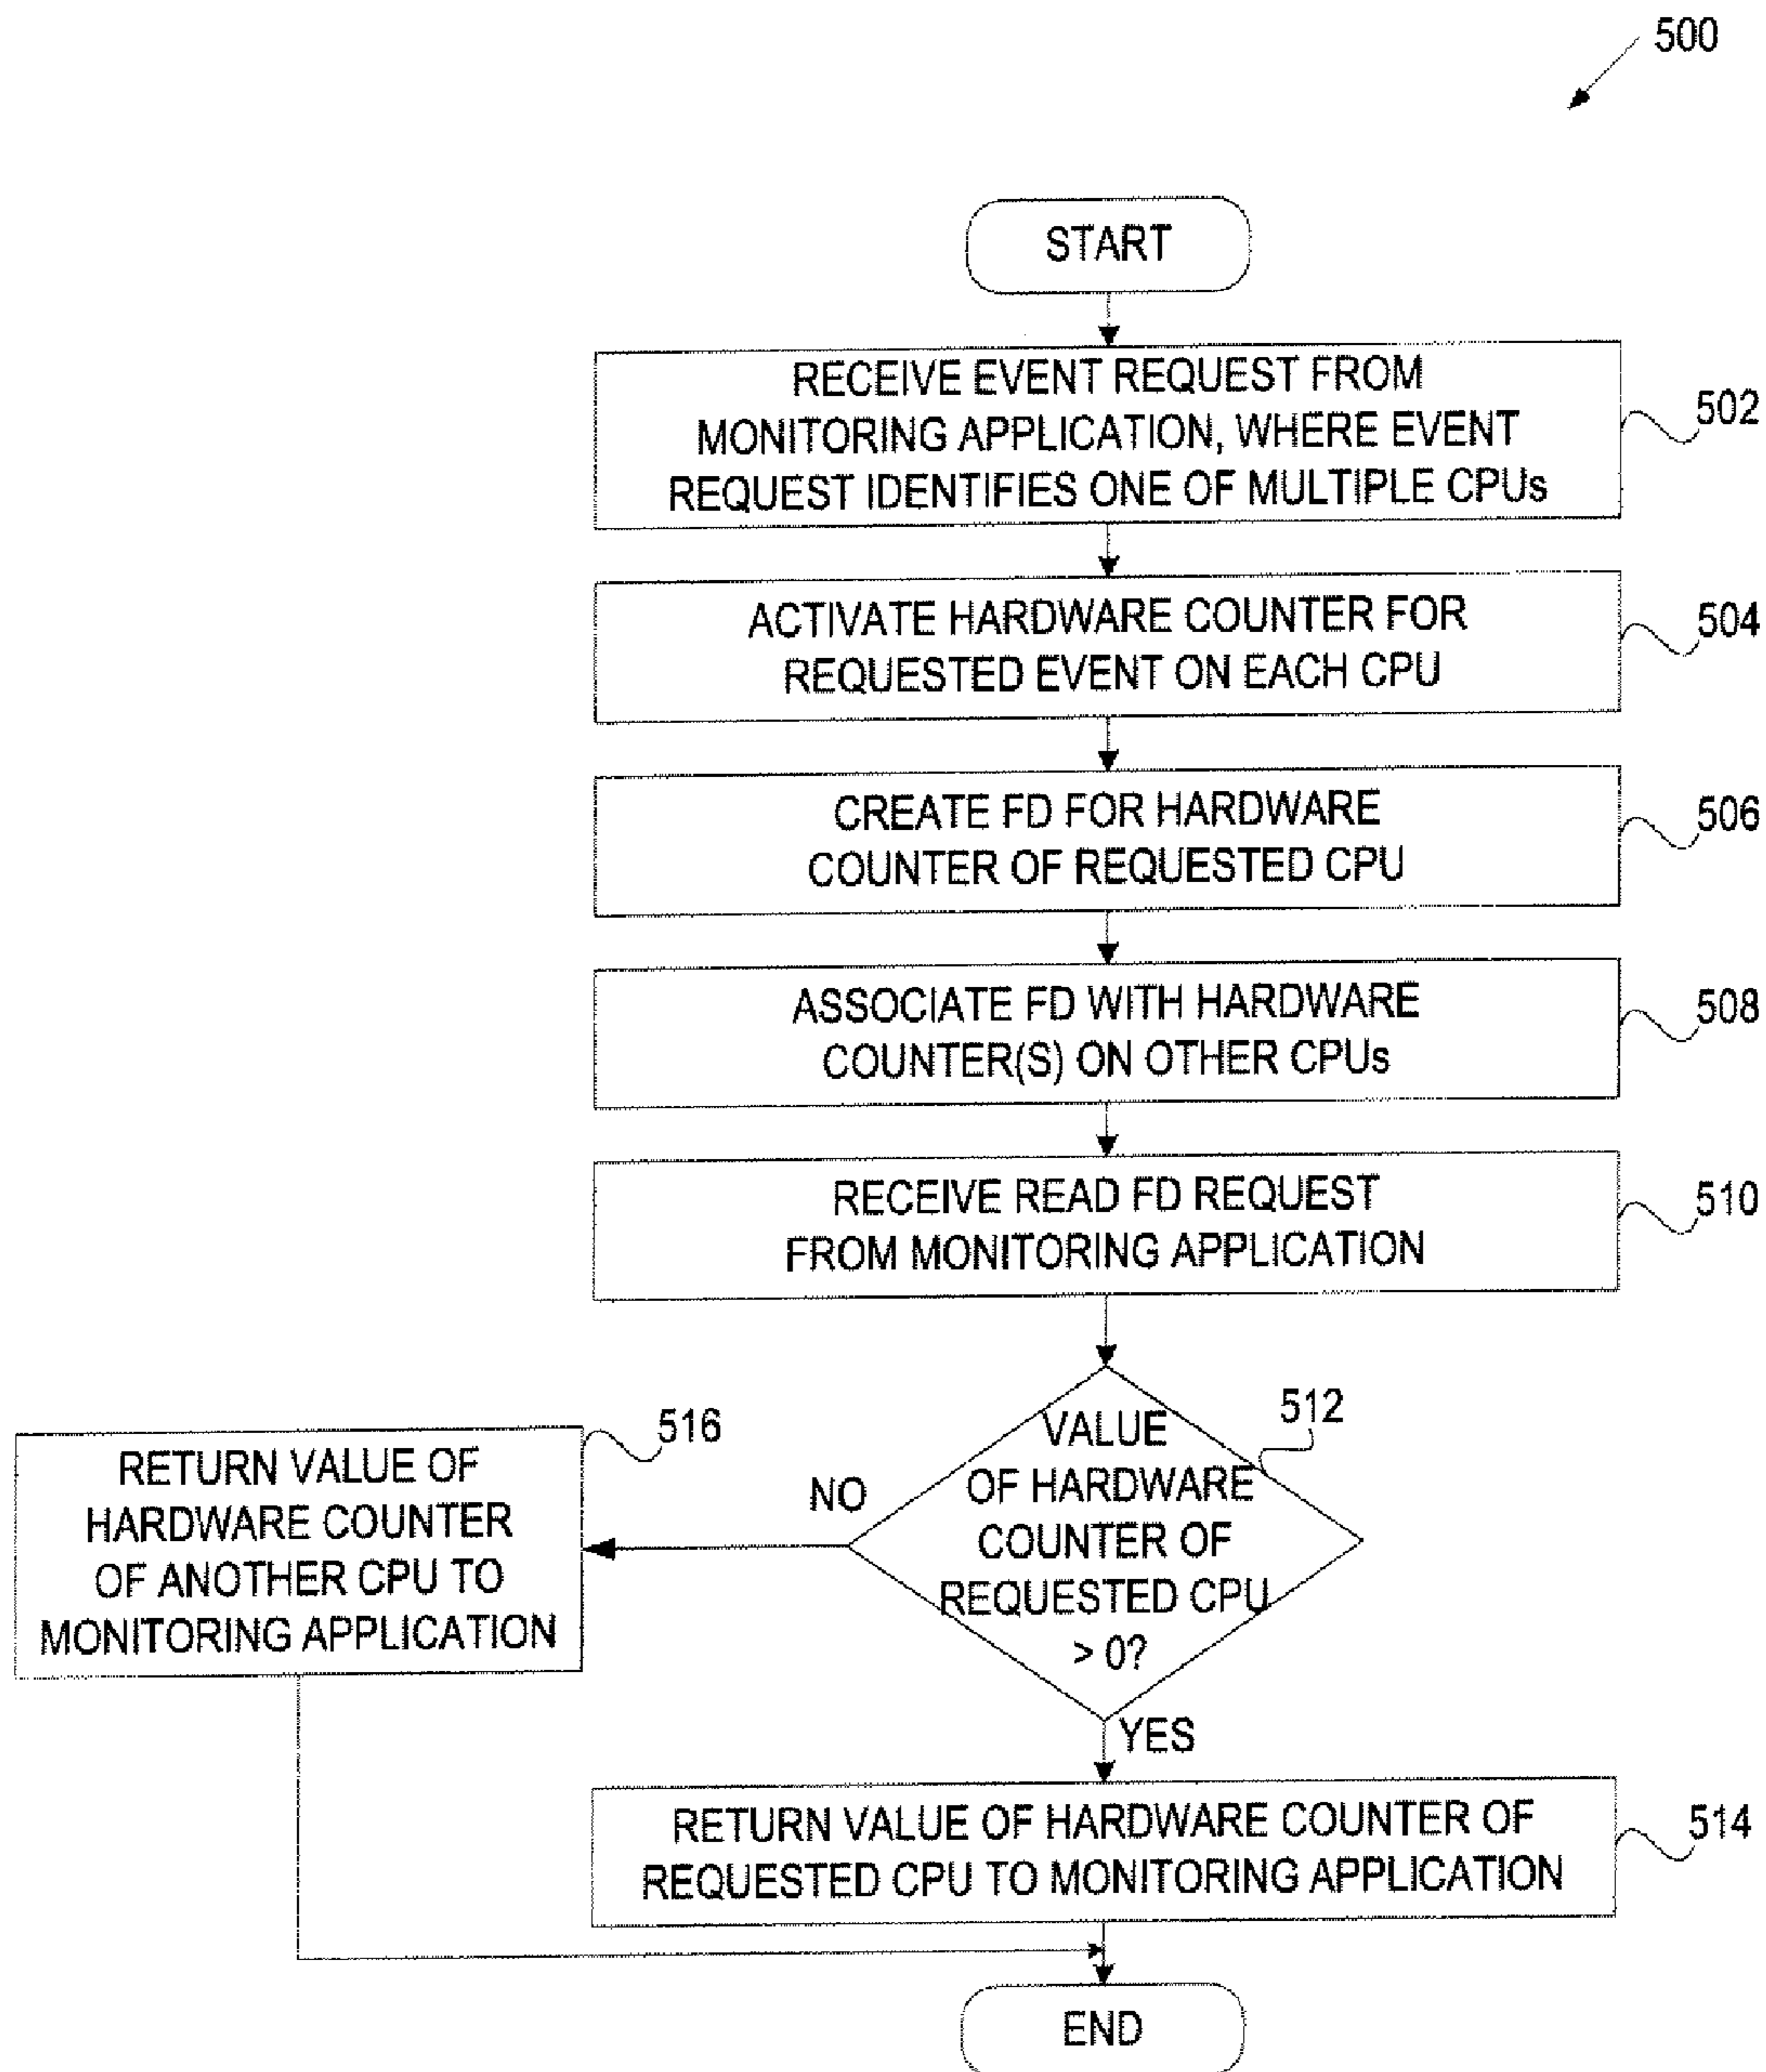 500
START
RECEIVE EVENT REQUEST FROM
MONITORING APPLICATION, WHERE EVENT
REQUEST IDENTIFIES ONE OF MULTIPLE CPUs
502
ACTIVATE HARDWARE COUNTER FOR
REQUESTED EVENT ON EACH CPU
504
CREATE FD FOR HARDWARE
COUNTER OF REQUESTED CPU
506
ASSOCIATE FD WITH HARDWARE
COUNTER(S) ON OTHER CPUs
508
RECEIVE READ FD REQUEST
FROM MONITORING APPLICATION
510
VALUE
OF HARDWARE
COUNTER OF
REQUESTED CPU
> 0?
512
NO
RETURN VALUE OF
HARDWARE COUNTER
OF ANOTHER CPU TO
MONITORING APPLICATION
516
YES
RETURN VALUE OF HARDWARE COUNTER OF
REQUESTED CPU TO MONITORING APPLICATION
514
END